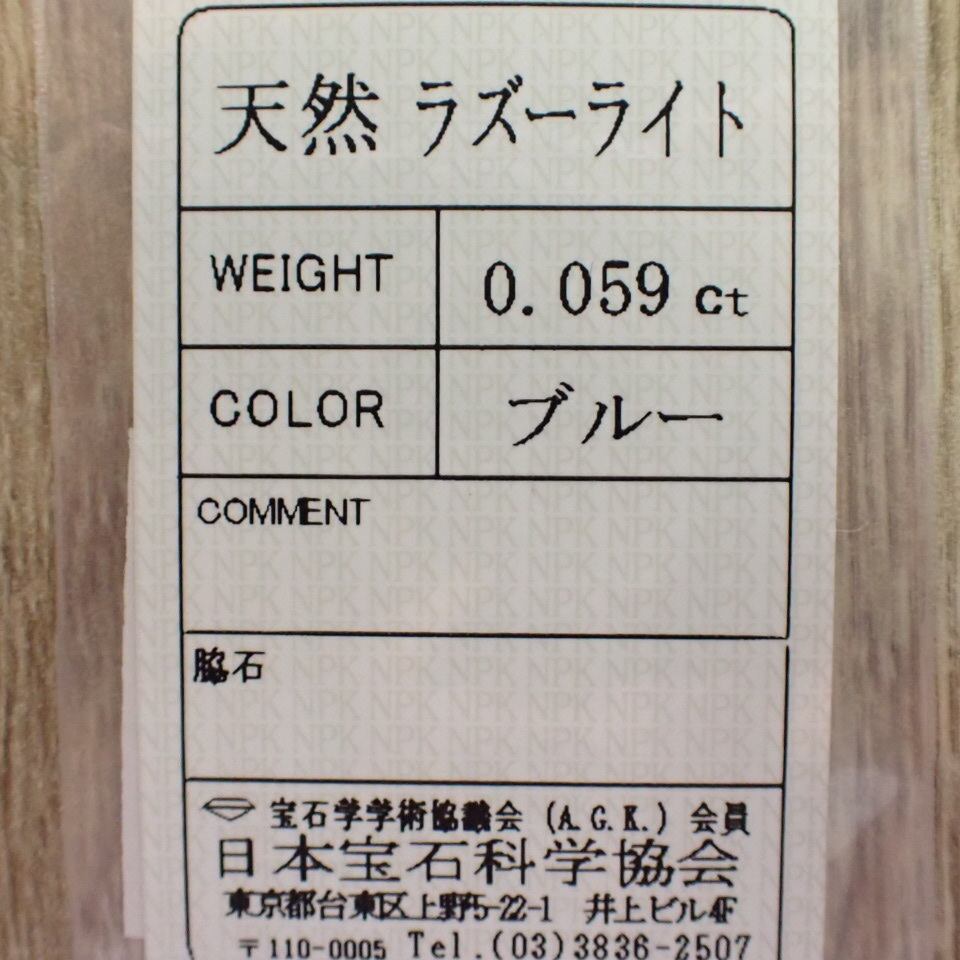 天然 ラズーライト
WEIGHT 0.059 ct
COLOR ブルー
COMMENT
脇石
宝石学学術協議会 (A.G.K.) 会員
日本宝石科学協会
東京都台東区上野5-22-1 井上ビル4F
〒110-0005 Tel.(03)3836-2507